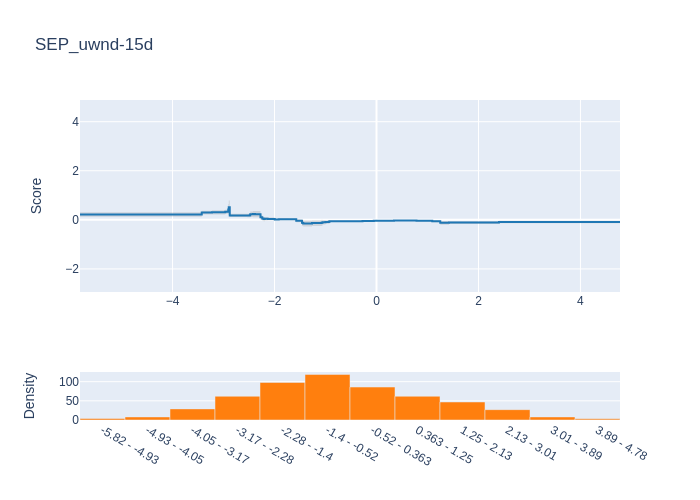 SEP_uwnd-15d
4
2
0
−2
Score
−4
−2
0
2
4
100
50
0
Density
-5.82 - -4.93
-4.93 - -4.05
-4.05 - -3.17
-3.17 - -2.28
-2.28 - -1.4
-1.4 - -0.52
-0.52 - 0.363
0.363 - 1.25
1.25 - 2.13
2.13 - 3.01
3.01 - 3.89
3.89 - 4.78